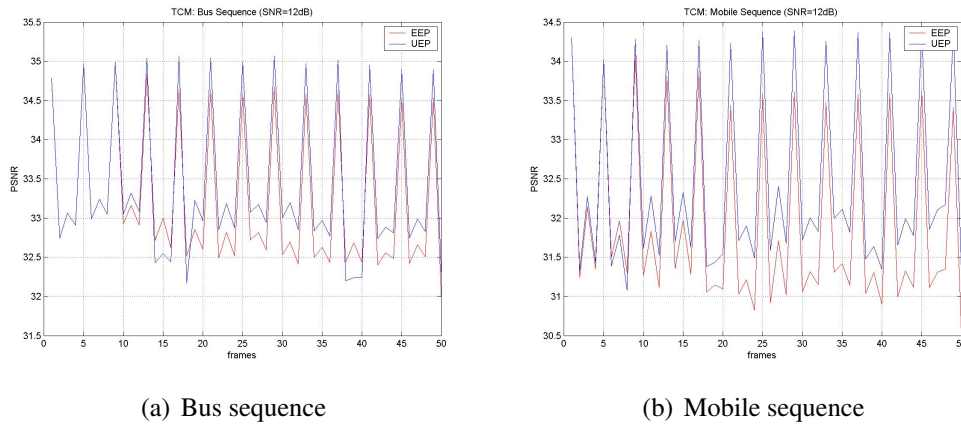 TCM: Bus Sequence (SNR=12dB)
35.5
35
34.5
34
33.5
33
32.5
32
31.5
PSNR
EEP
UEP
0 5 10 15 20 25 30 35 40 45 50
frames
(a) Bus sequence
TCM: Mobile Sequence (SNR=12dB)
34.5
34
33.5
33
32.5
32
31.5
31
30.5
PSNR
EEP
UEP
0 5 10 15 20 25 30 35 40 45 50
frames
(b) Mobile sequence